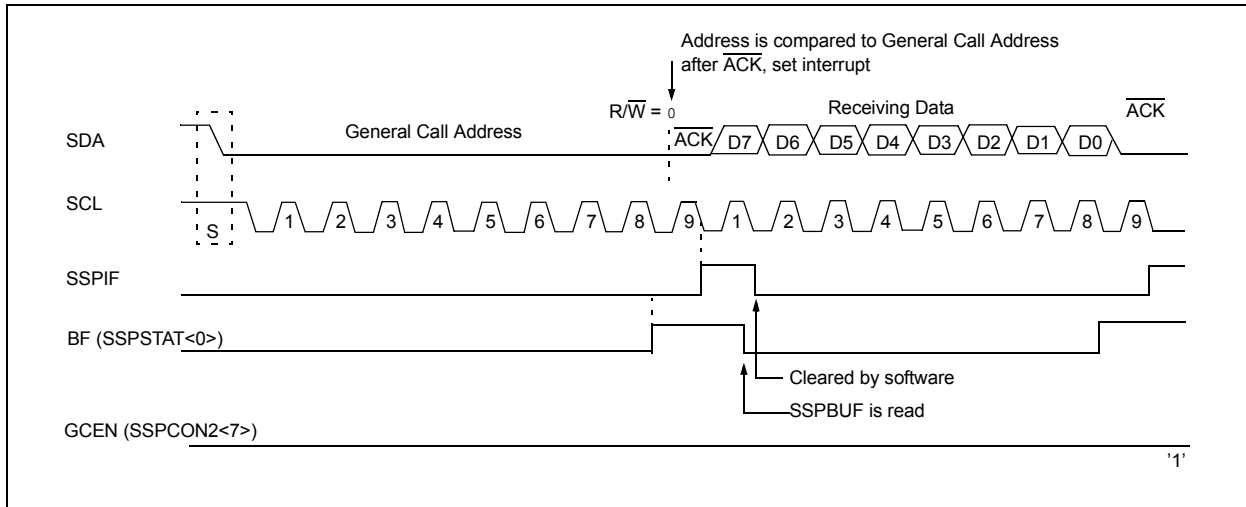 Address is compared to General Call Address
after ACK, set interrupt
R/W = 0
Receiving Data
ACK
SDA
General Call Address
ACK D7 D6 D5 D4 D3 D2 D1 D0
SCL
S
1 2 3 4 5 6 7 8 9 1 2 3 4 5 6 7 8 9
SSPIF
BF (SSPSTAT<0>)
Cleared by software
SSPBUF is read
GCEN (SSPCON2<7>)
'1'